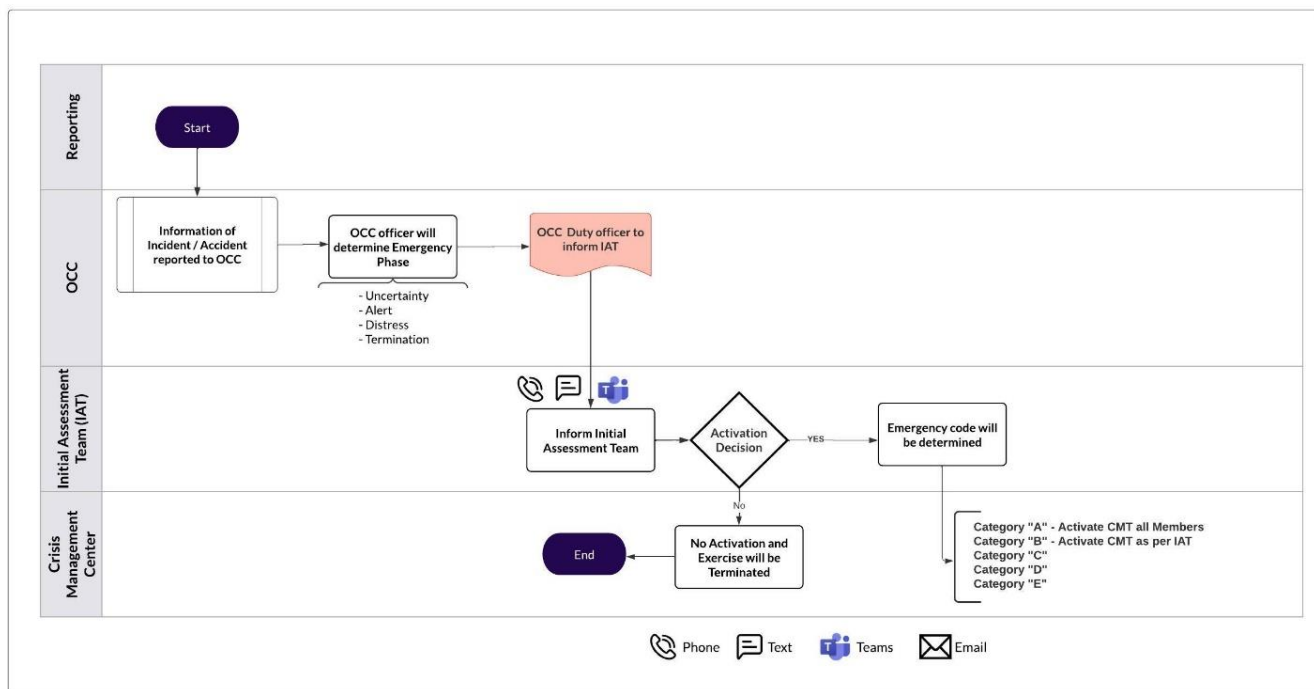 Reporting
Start
OCC
Information of
Incident / Accident
reported to OCC
OCC officer will
determine Emergency
Phase
- Uncertainty
- Alert
- Distress
- Termination
OCC Duty officer to
inform IAT
Initial Assessment
Team (IAT)
T
Inform Initial
Assessment Team
Activation
Decision
YES
Emergency code will
be determined
Crisis
Management
Center
End
No
No Activation and
Exercise will be
Terminated
Category "A" - Activate CMT all Members
Category "B" - Activate CMT as per IAT
Category "C"
Category "D"
Category "E"
Phone
Text
T
Teams
Email